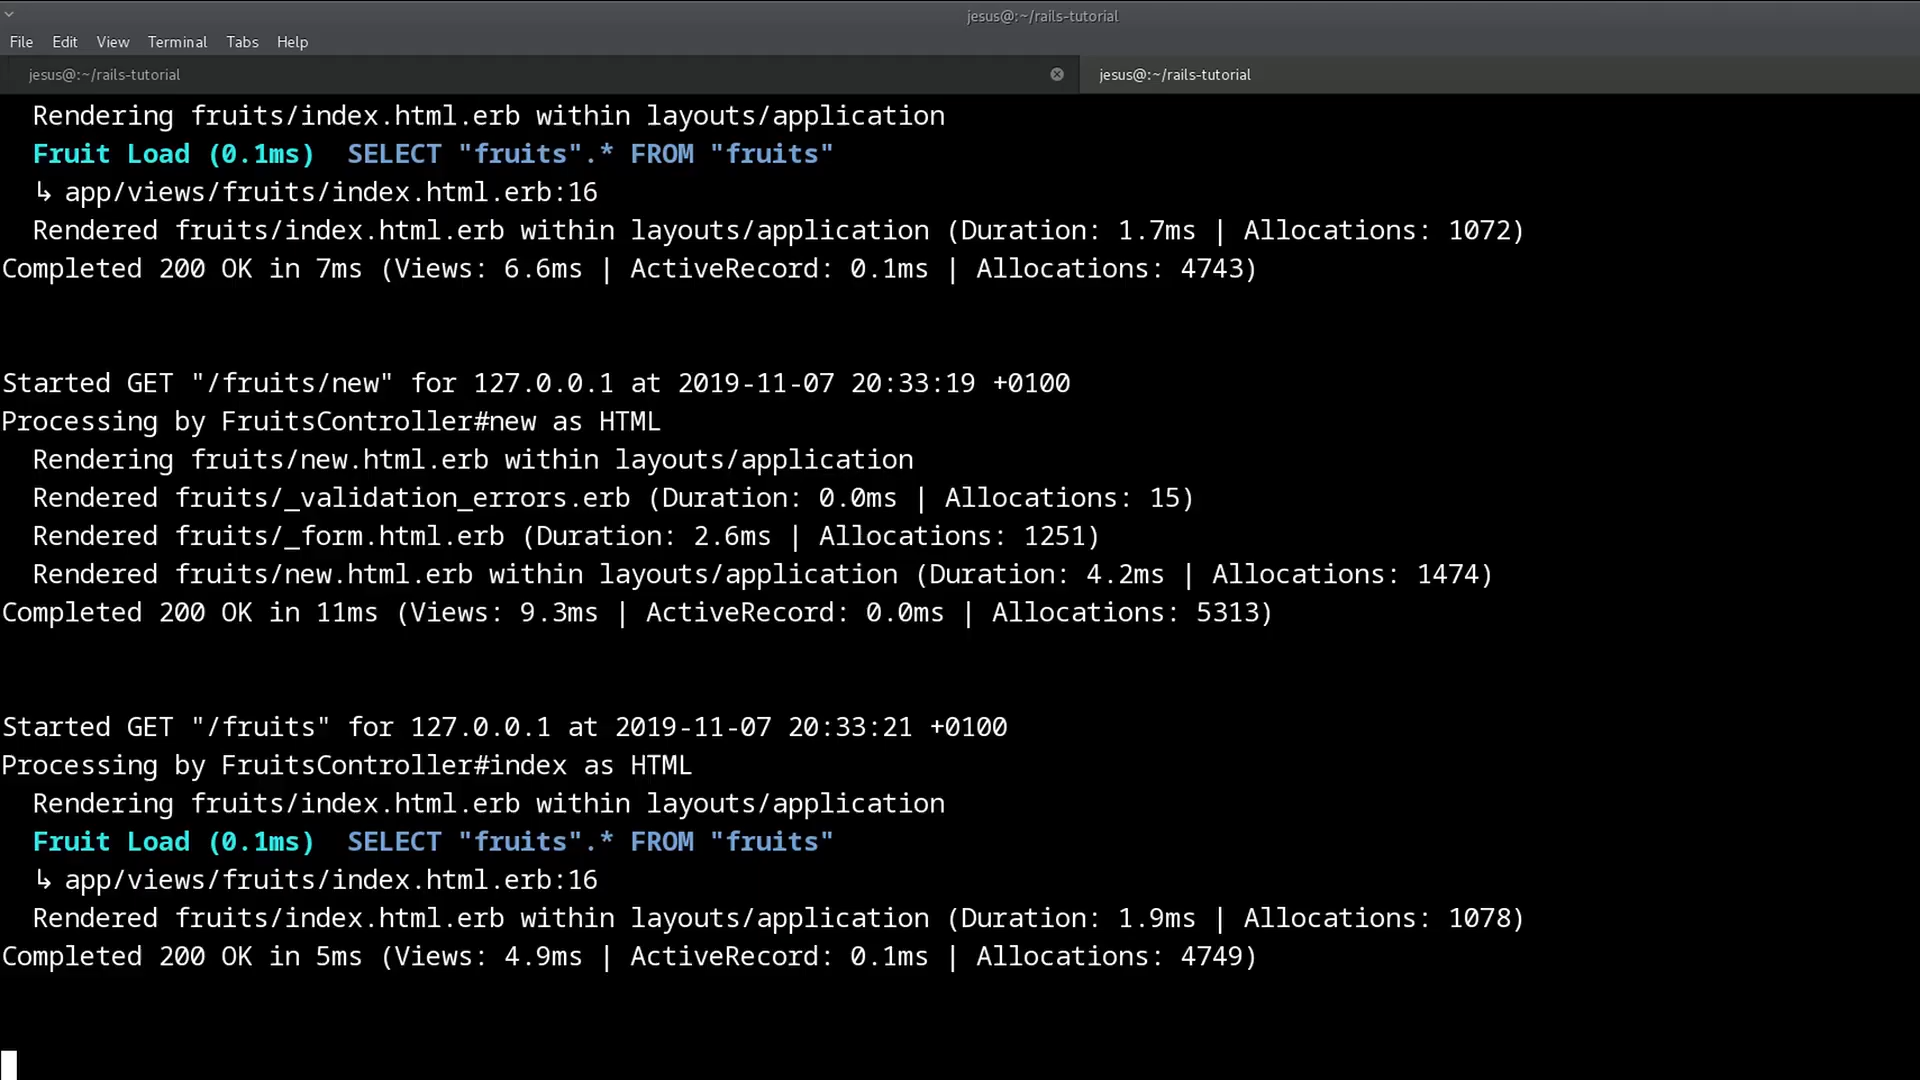 jesus@:~/rails-tutorial
File Edit View Terminal Tabs Help
jesus@:~/rails-tutorial jesus@:~/rails-tutorial
Rendering fruits/index.html.erb within layouts/application
Fruit Load (0.1ms) SELECT "fruits".* FROM "fruits"
↳ app/views/fruits/index.html.erb:16
Rendered fruits/index.html.erb within layouts/application (Duration: 1.7ms | Allocations: 1072)
Completed 200 OK in 7ms (Views: 6.6ms | ActiveRecord: 0.1ms | Allocations: 4743)
Started GET "/fruits/new" for 127.0.0.1 at 2019-11-07 20:33:19 +0100
Processing by FruitsController#new as HTML
Rendering fruits/new.html.erb within layouts/application
Rendered fruits/_validation_errors.erb (Duration: 0.0ms | Allocations: 15)
Rendered fruits/_form.html.erb (Duration: 2.6ms | Allocations: 1251)
Rendered fruits/new.html.erb within layouts/application (Duration: 4.2ms | Allocations: 1474)
Completed 200 OK in 11ms (Views: 9.3ms | ActiveRecord: 0.0ms | Allocations: 5313)
Started GET "/fruits" for 127.0.0.1 at 2019-11-07 20:33:21 +0100
Processing by FruitsController#index as HTML
Rendering fruits/index.html.erb within layouts/application
Fruit Load (0.1ms) SELECT "fruits".* FROM "fruits"
↳ app/views/fruits/index.html.erb:16
Rendered fruits/index.html.erb within layouts/application (Duration: 1.9ms | Allocations: 1078)
Completed 200 OK in 5ms (Views: 4.9ms | ActiveRecord: 0.1ms | Allocations: 4749)